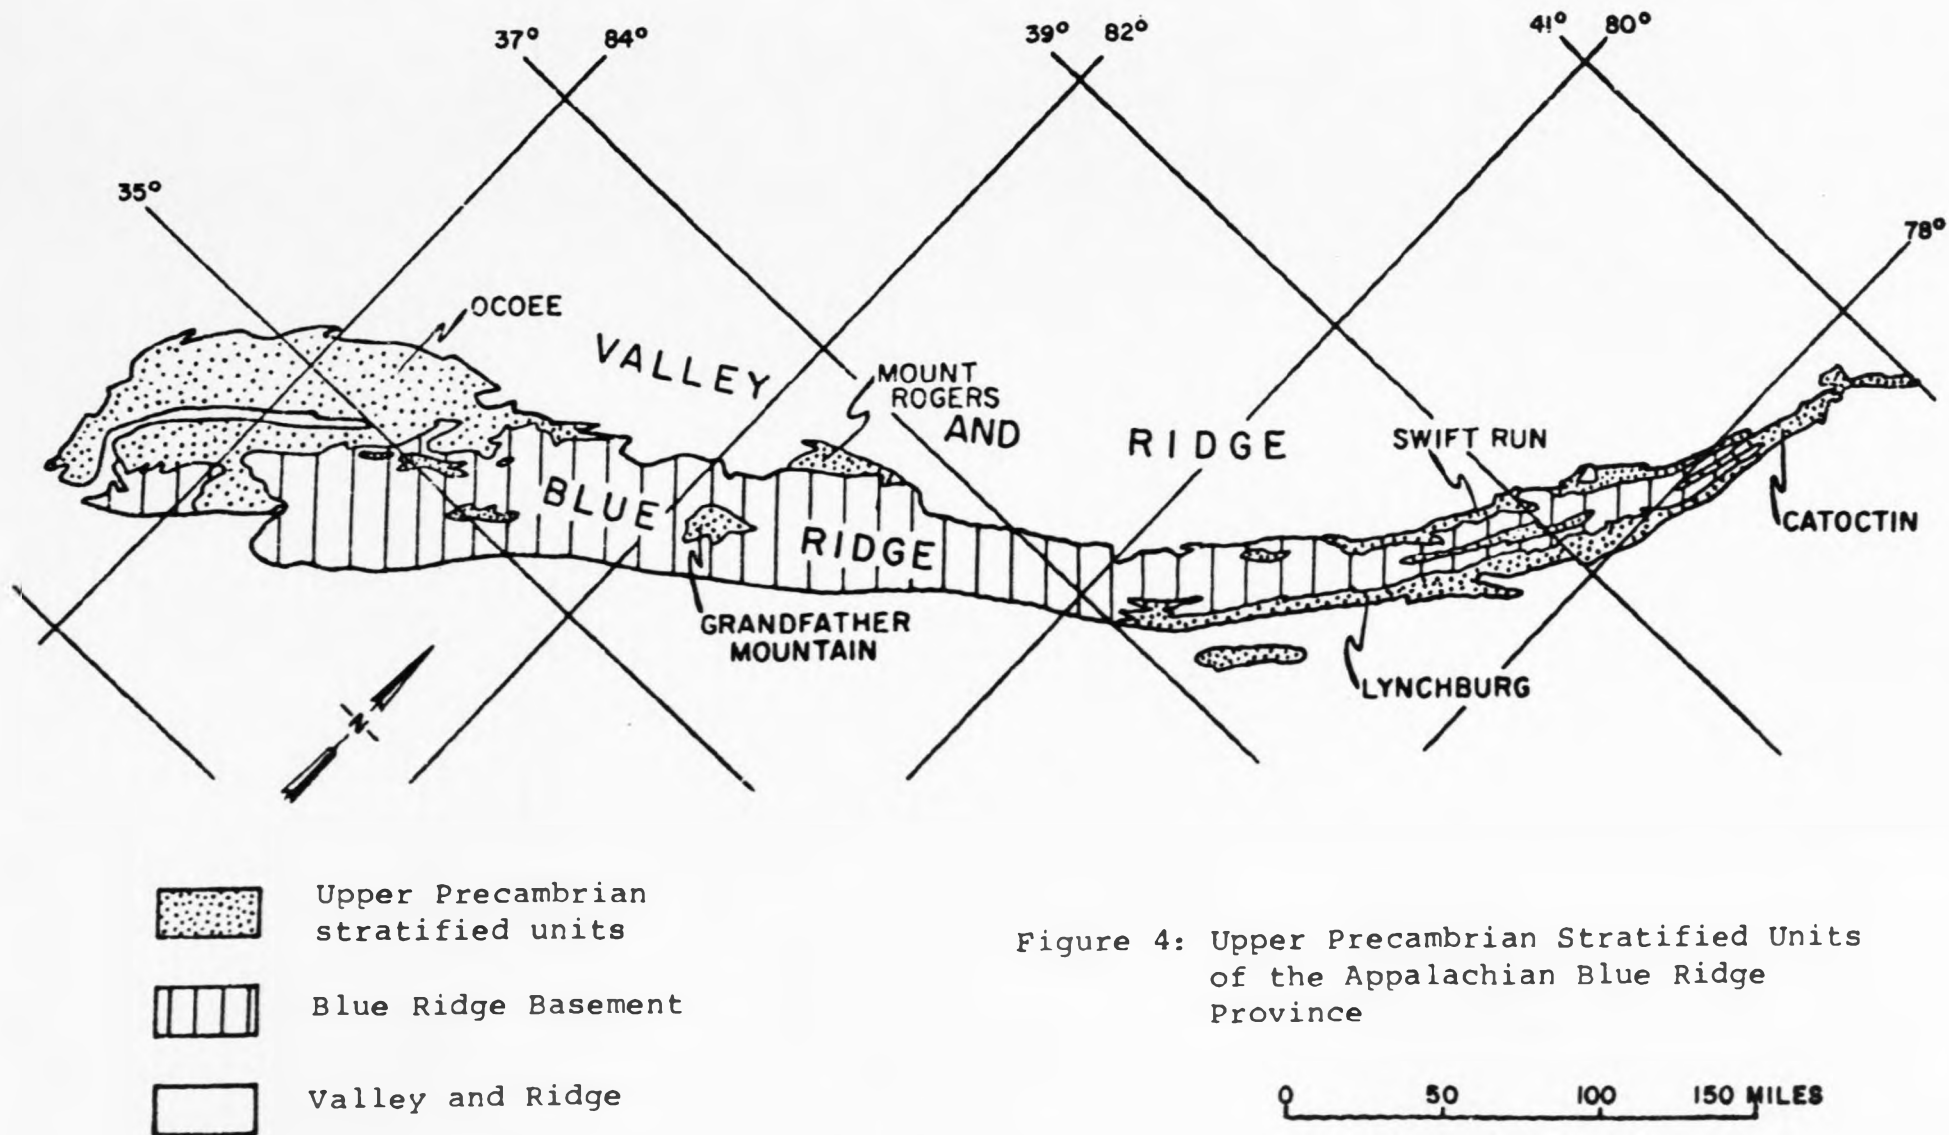 37° 84°
39° 82°
41° 80°
35°
78°
OCOEE
VALLEY
MOUNT
ROGERS
AND
RIDGE
SWIFT RUN
BLUE
RIDGE
CATOCTIN
GRANDFATHER
MOUNTAIN
LYNCHBURG
N
Upper Precambrian
stratified units
Blue Ridge Basement
Valley and Ridge
Figure 4: Upper Precambrian Stratified Units
of the Appalachian Blue Ridge
Province
0 50 100 150 MILES